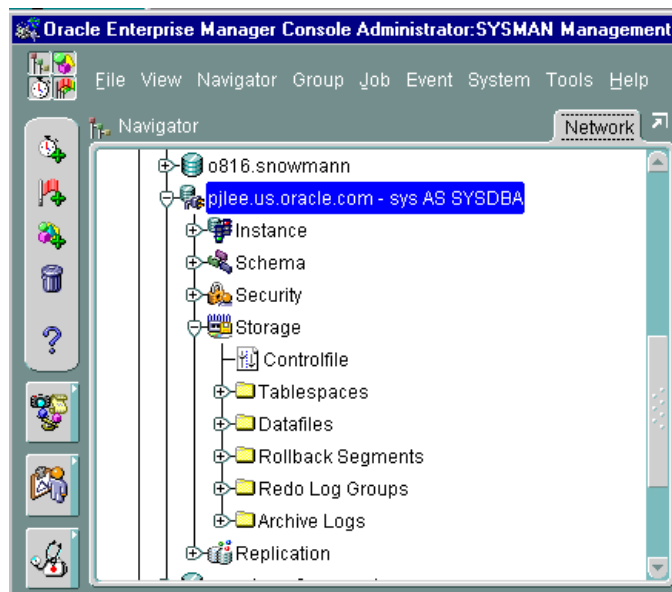 Oracle Enterprise Manager Console Administrator:SYSMAN Management
File View Navigator Group Job Event System Tools Help
Navigator
Network
o816.snowmann
pjlee.us.oracle.com - sys AS SYSDBA
Instance
Schema
Security
Storage
Controlfile
Tablespaces
Datafiles
Rollback Segments
Redo Log Groups
Archive Logs
Replication